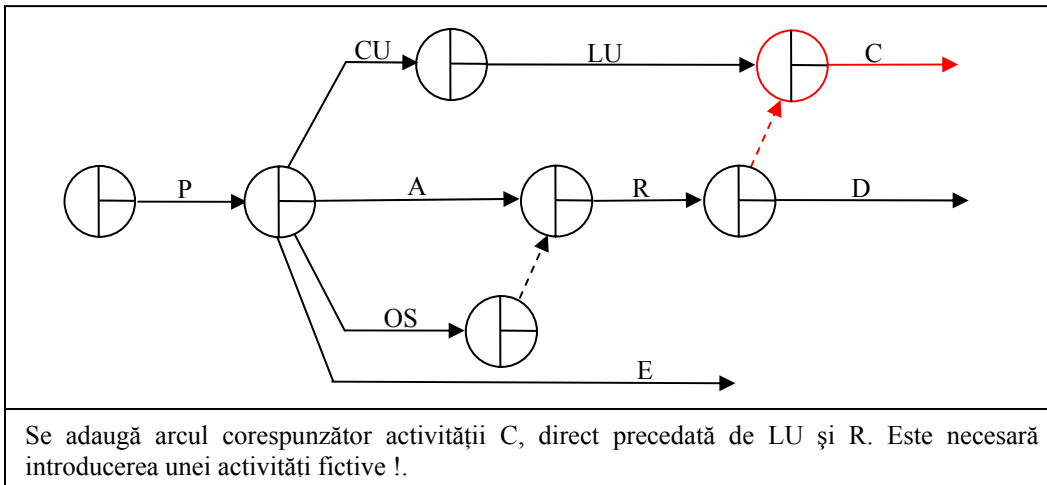 CU
LU
C
P
A
R
D
OS
E
Se adaugă arcul corespunzător activității C, direct precedată de LU şi R. Este necesară
introducerea unei activități fictive !.